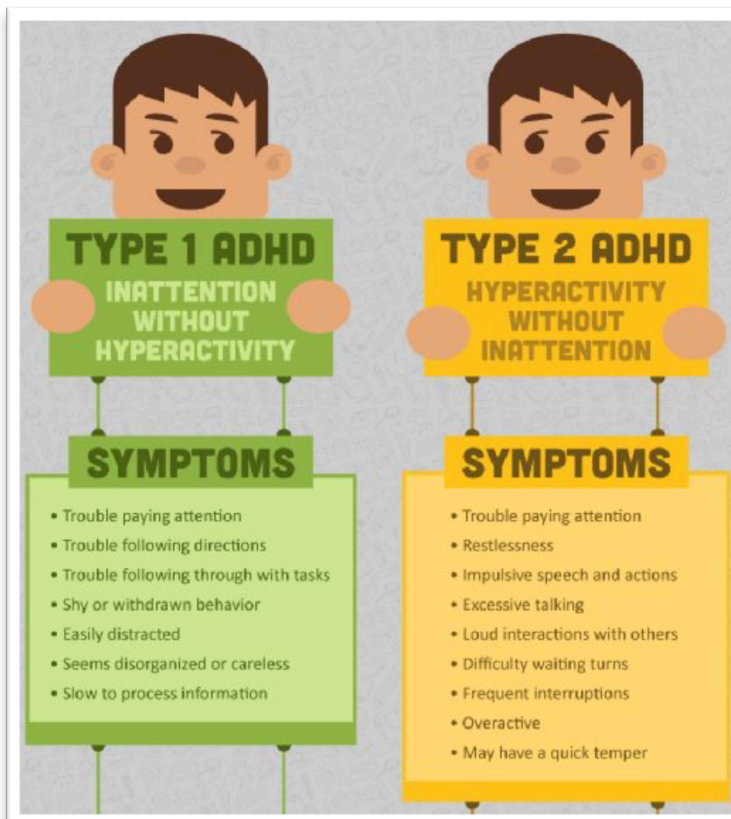 TYPE 1 ADHD
INATTENTION
WITHOUT
HYPERACTIVITY
SYMPTOMS
• Trouble paying attention
• Trouble following directions
• Trouble following through with tasks
• Shy or withdrawn behavior
• Easily distracted
• Seems disorganized or careless
• Slow to process information
TYPE 2 ADHD
HYPERACTIVITY
WITHOUT
INATTENTION
SYMPTOMS
• Trouble paying attention
• Restlessness
• Impulsive speech and actions
• Excessive talking
• Loud interactions with others
• Difficulty waiting turns
• Frequent interruptions
• Overactive
• May have a quick temper